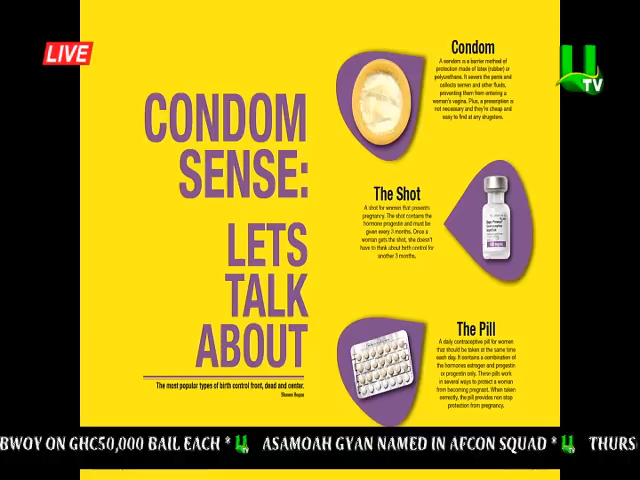 LIVE
U
TV
CONDOM
SENSE:
LETS
TALK
ABOUT
The most popular types of birth control front, dead and center.
Condom
A condom is a barrier method of
protection made of latex (rubber) or
polyurethane. It covers the penis and
collects semen and other fluids,
preventing them from entering a
woman's vagina. Plus, a prescription is
not necessary and they're cheap and
easy to find at any drugstore.
The Shot
A shot for women that prevents
pregnancy. The shot contains the
hormone progestin and must be
given every 3 months. Once a
woman gets the shot, she doesn't
have to think about birth control for
another 3 months.
The Pill
A daily contraceptive pill for women
that should be taken at the same time
each day. It contains a combination of
the hormones estrogen and progestin
or progestin only. These pills work
in several ways to protect a woman
from pregnancy. When taken
correctly, the pill provides non stop
protection from pregnancy.
BWOY ON GHC50,000 BAIL EACH * U TV ASAMOAH GYAN NAMED IN AFCON SQUAD * U TV THURS